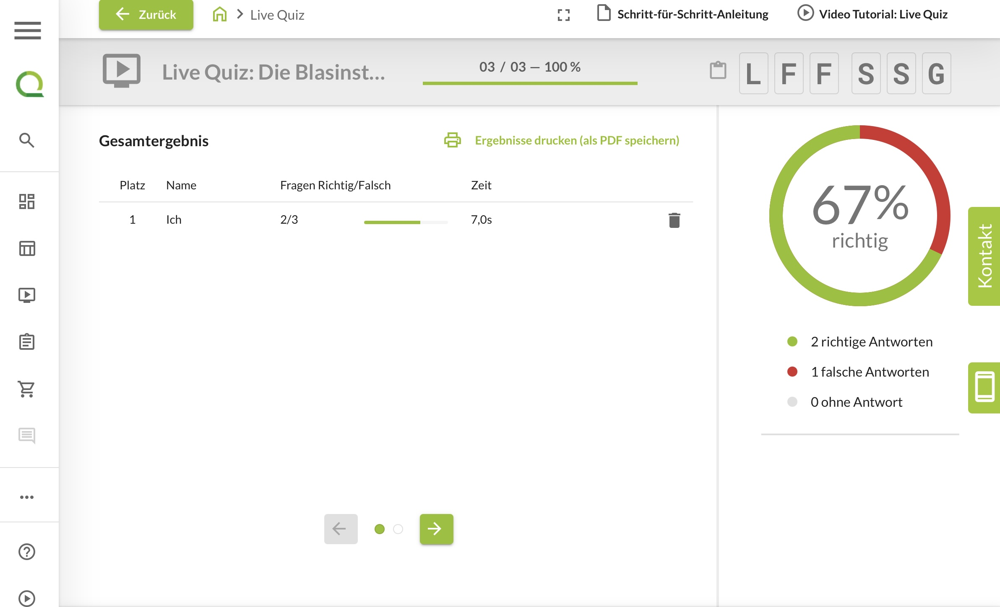 Zurück
Live Quiz
Schritt-für-Schritt-Anleitung
Video Tutorial: Live Quiz
Live Quiz: Die Blasinst...
03 / 03 — 100 %
L F F S S G
Gesamtergebnis
Ergebnisse drucken (als PDF speichern)
Platz Name Fragen Richtig/Falsch Zeit
1 Ich 2/3 7,0s
67%
richtig
Kontakt
2 richtige Antworten
1 falsche Antworten
0 ohne Antwort